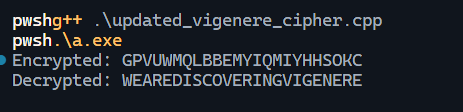 pwshg++ .\updated_vigenere_cipher.cpp
pwsh.\a.exe
Encrypted: GPVUWMQLBBEMYIQMIYHHSOKC
Decrypted: WEAREDISCOVERINGVIGENERE